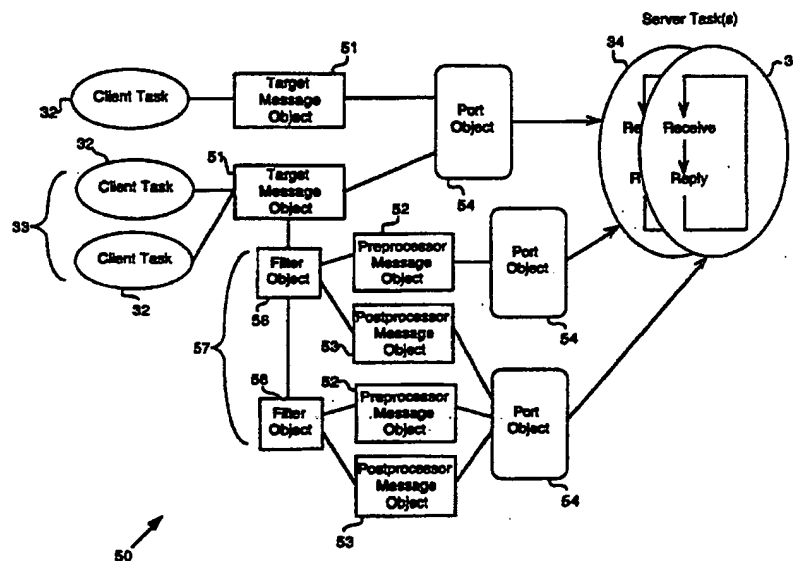 Server Task(s)
51
34
3
Client Task
32
Target
Message
Object
Port
Object
Re
Receive
R
Reply
54
32
51
33
Client Task
Target
Message
Object
Client Task
32
52
Filter
Object
Preprocessor
Message
Object
Port
Object
56
57
53
Postprocessor
Message
Object
54
56
52
Filter
Object
Preprocessor
Message
Object
Port
Object
Postprocessor
Message
Object
54
53
50